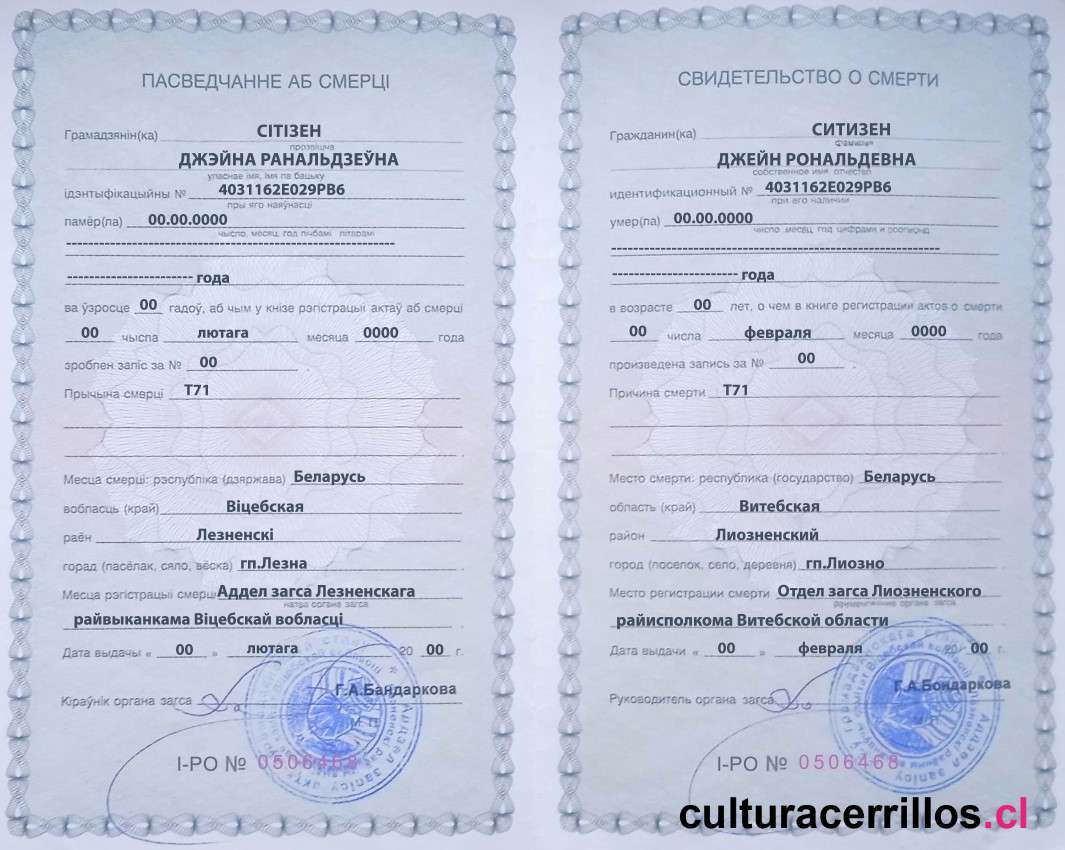 ПАСВЕДЧАННЕ АБ СМЕРЦІ
Грамадзянін(ка) СІТІЗЕН
прозвішча
ДЖЭЙНА РАНАЛЬДЗЕЎНА
уласнае імя, імя па бацьку
ідэнтыфікацыйны № 4031162E029PB6
пры яго наяўнасці
памёр(ла) 00.00.0000
чысло, месяц, год лічбамі літарамі
---------------------------------------------------------
---------------------- года
ва ўзросце 00 гадоў, аб чым у кнізе рэгістрацыі актаў аб смерці
00 чысла лютага месяца 0000 года
зроблен запіс за № 00 .
Прычына смерці Т71
Месца смерці: рэспубліка (дзяржава) Беларусь
вобласць (край) Віцебская
раён Лезненскі
горад (пасёлак, сяло, вёска) гп.Лезна
Месца рэгістрацыі смерці Аддел загса Лезненскага
назва органа загса
райвыканкама Віцебскай вобласці
Дата выдачы « 00 » лютага 20 00 г.
Кіраўнік органа загса Г.А.Бандаркова
М.П.
І-РО № 0506468
СВИДЕТЕЛЬСТВО О СМЕРТИ
Гражданин(ка) СИТИЗЕН
фамилия
ДЖЕЙН РОНАЛЬДЕВНА
собственное имя, отчество
идентификационный № 4031162E029PB6
при его наличии
умер(ла) 00.00.0000
число, месяц, год цифрами и прописью
---------------------------------------------------------
---------------------- года
в возрасте 00 лет, о чем в книге регистрации актов о смерти
00 числа февраля месяца 0000 года
произведена запись за № 00 .
Причина смерти Т71
Место смерти: республика (государство) Беларусь
область (край) Витебская
район Лиозненский
город (поселок, село, деревня) гп.Лиозно
Место регистрации смерти Отдел загса Лиозненского
наименование органа загса
райисполкома Витебской области
Дата выдачи « 00 » февраля 20 00 г.
Руководитель органа загса Г.А.Бондаркова
І-РО № 0506468
culturacerrillos.cl